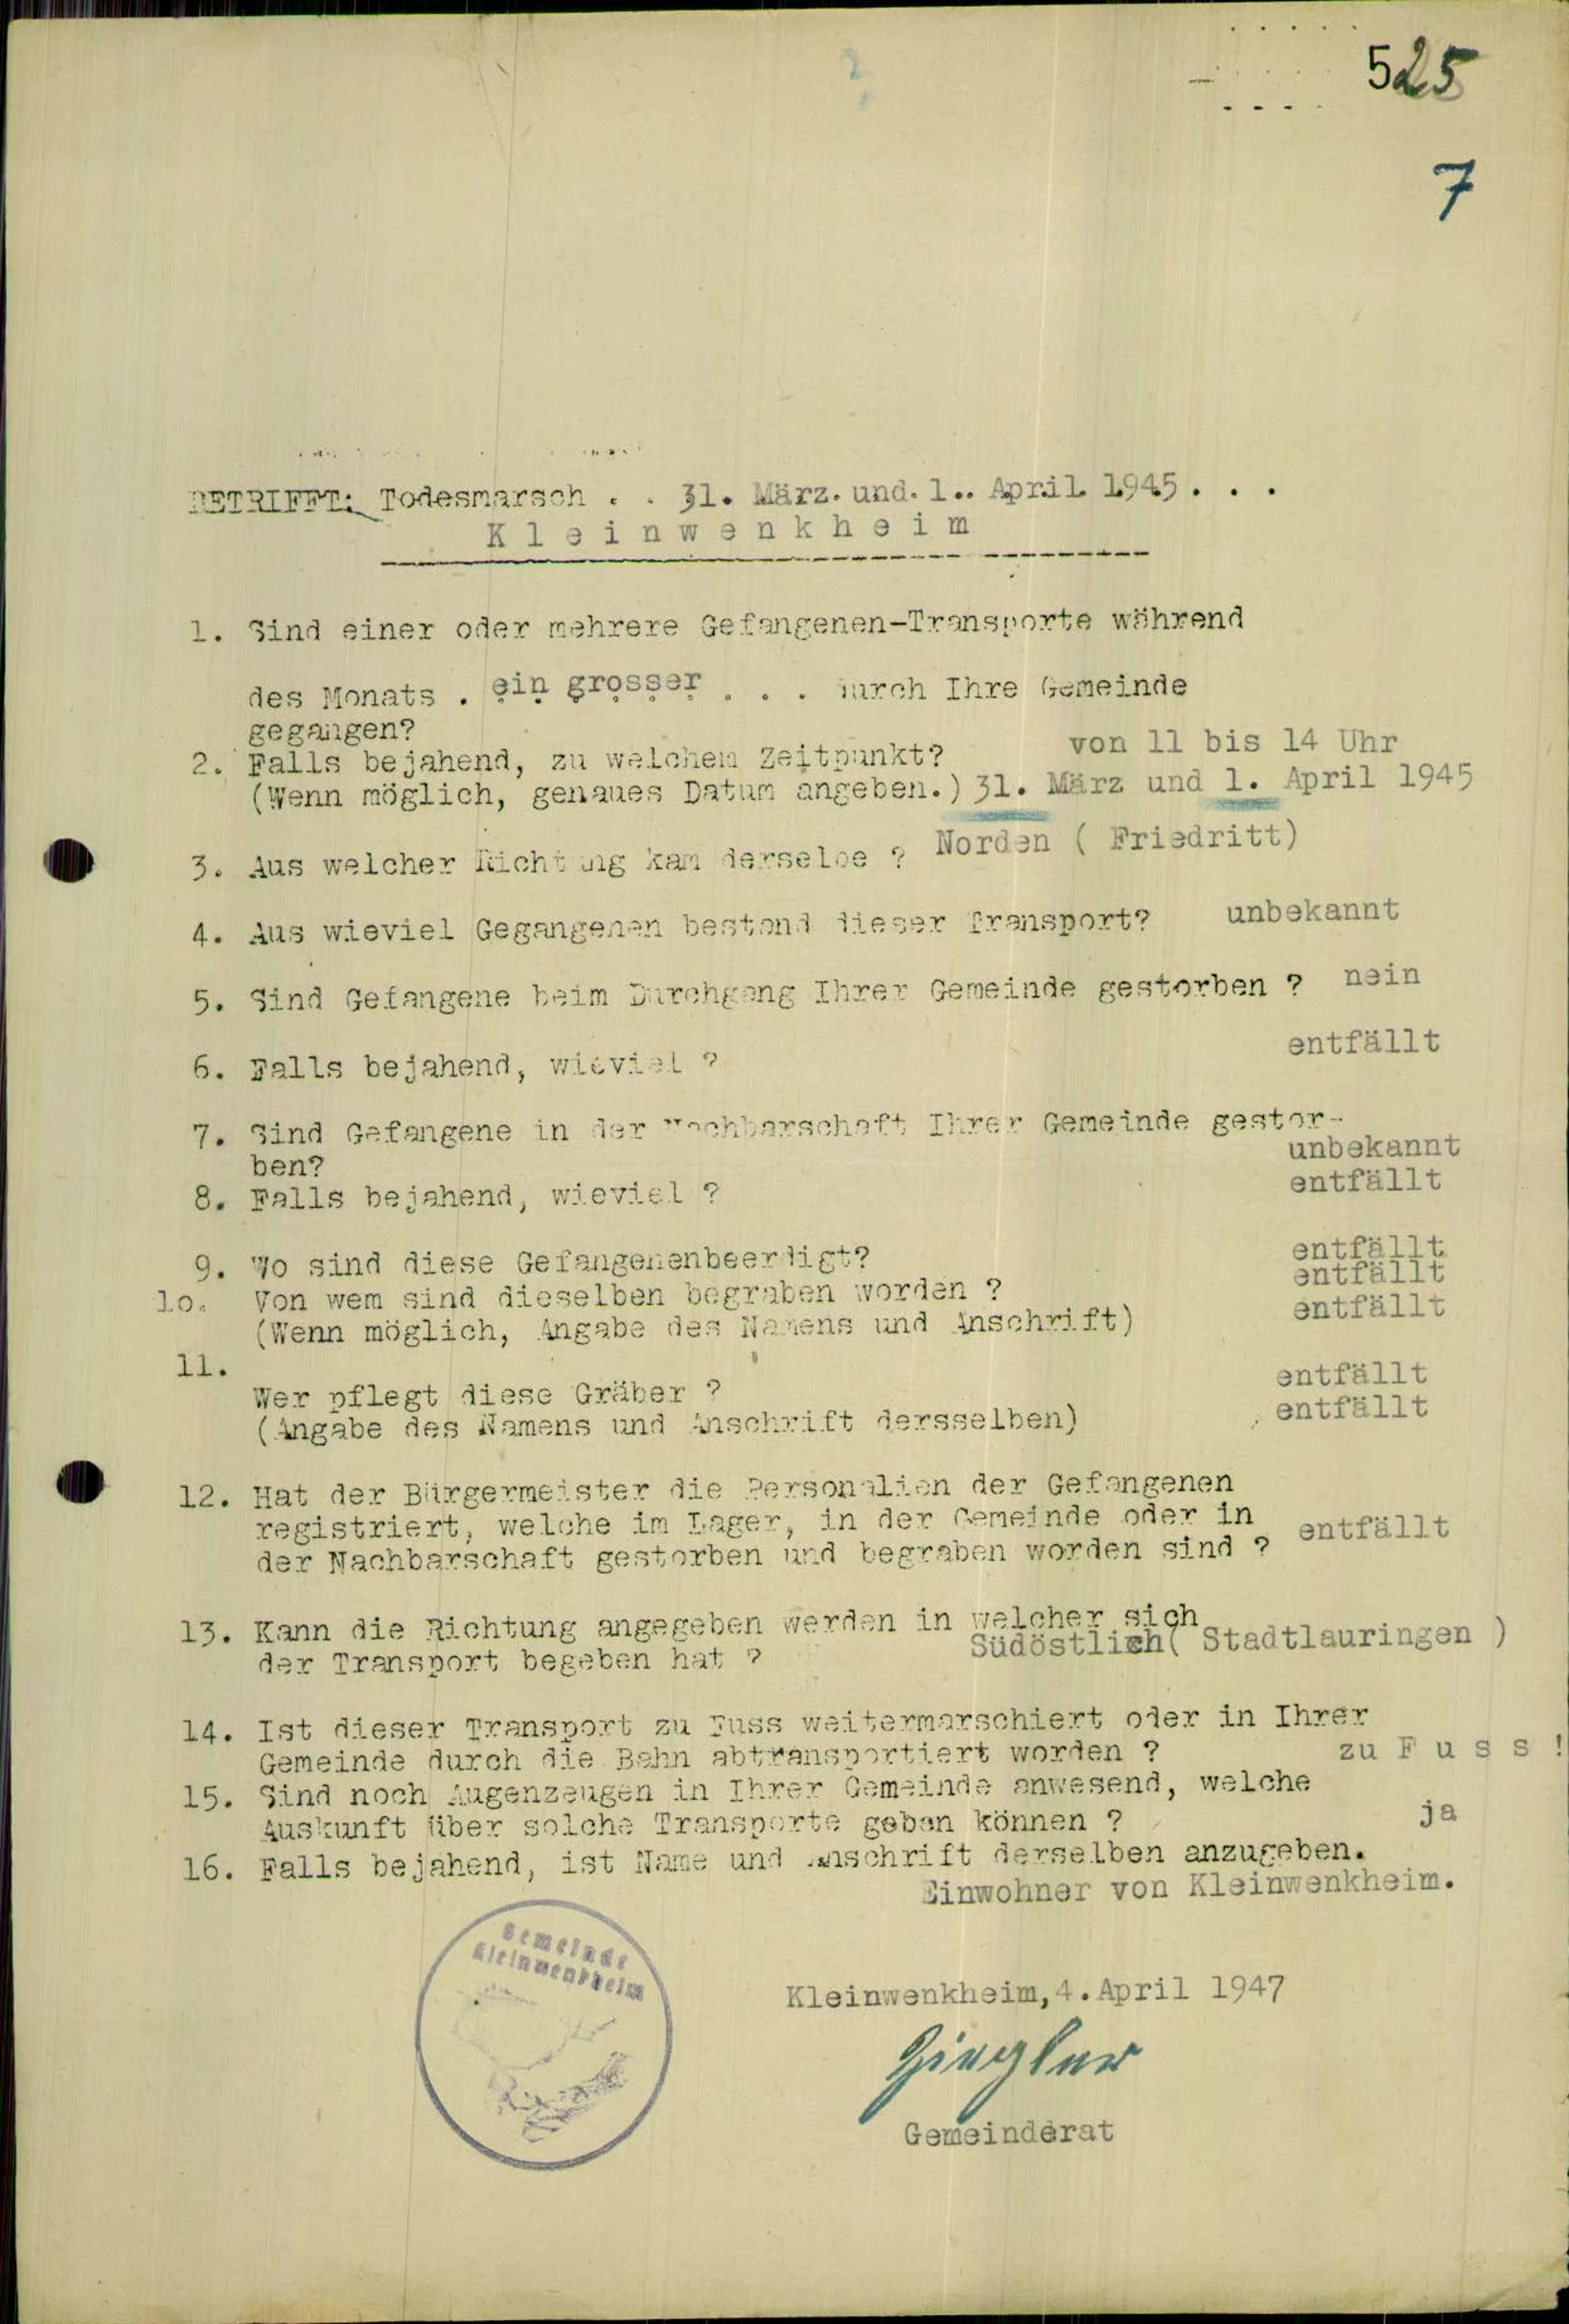 525
7
BETRIFFT: Todesmarsch . . 31. März. und. 1.. April 1945 . . .
K l e i n w e n k h e i m
1. Sind einer oder mehrere Gefangenen-Transporte während
des Monats . ein grosser . . . durch Ihre Gemeinde
gegangen?
von 11 bis 14 Uhr
2. Falls bejahend, zu welchem Zeitpunkt?
(Wenn möglich, genaues Datum angeben.) 31. März und 1. April 1945
3. Aus welcher Richtung kam derselbe ? Norden ( Friedritt)
4. Aus wieviel Gegangenen bestand dieser Transport? unbekannt
5. Sind Gefangene beim Durchgang Ihrer Gemeinde gestorben ? nein
6. Falls bejahend, wieviel ? entfällt
7. Sind Gefangene in der Nachbarschaft Ihrer Gemeinde gestor-
ben? unbekannt
8. Falls bejahend, wieviel ? entfällt
9. Wo sind diese Gefangenenbeerdigt? entfällt
entfällt
1o. Von wem sind dieselben begraben worden ?
(Wenn möglich, Angabe des Namens und Anschrift) entfällt
11.
Wer pflegt diese Gräber ? entfällt
(Angabe des Namens und Anschrift dersselben) entfällt
12. Hat der Bürgermeister die Personalien der Gefangenen
registriert, welche im Lager, in der Gemeinde oder in
der Nachbarschaft gestorben und begraben worden sind ? entfällt
13. Kann die Richtung angegeben werden in welcher sich
der Transport begeben hat ? Südöstlich( Stadtlauringen )
14. Ist dieser Transport zu Fuss weitermarschiert oder in Ihrer
Gemeinde durch die Bahn abtransportiert worden ? zu F u s s !
15. Sind noch Augenzeugen in Ihrer Gemeinde anwesend, welche
Auskunft über solche Transporte geben können ? ja
16. Falls bejahend, ist Name und Anschrift derselben anzugeben.
Einwohner von Kleinwenkheim.
Gemeinde
Kleinwenkheim
Kleinwenkheim,4.April 1947
Ziegler
Gemeinderat